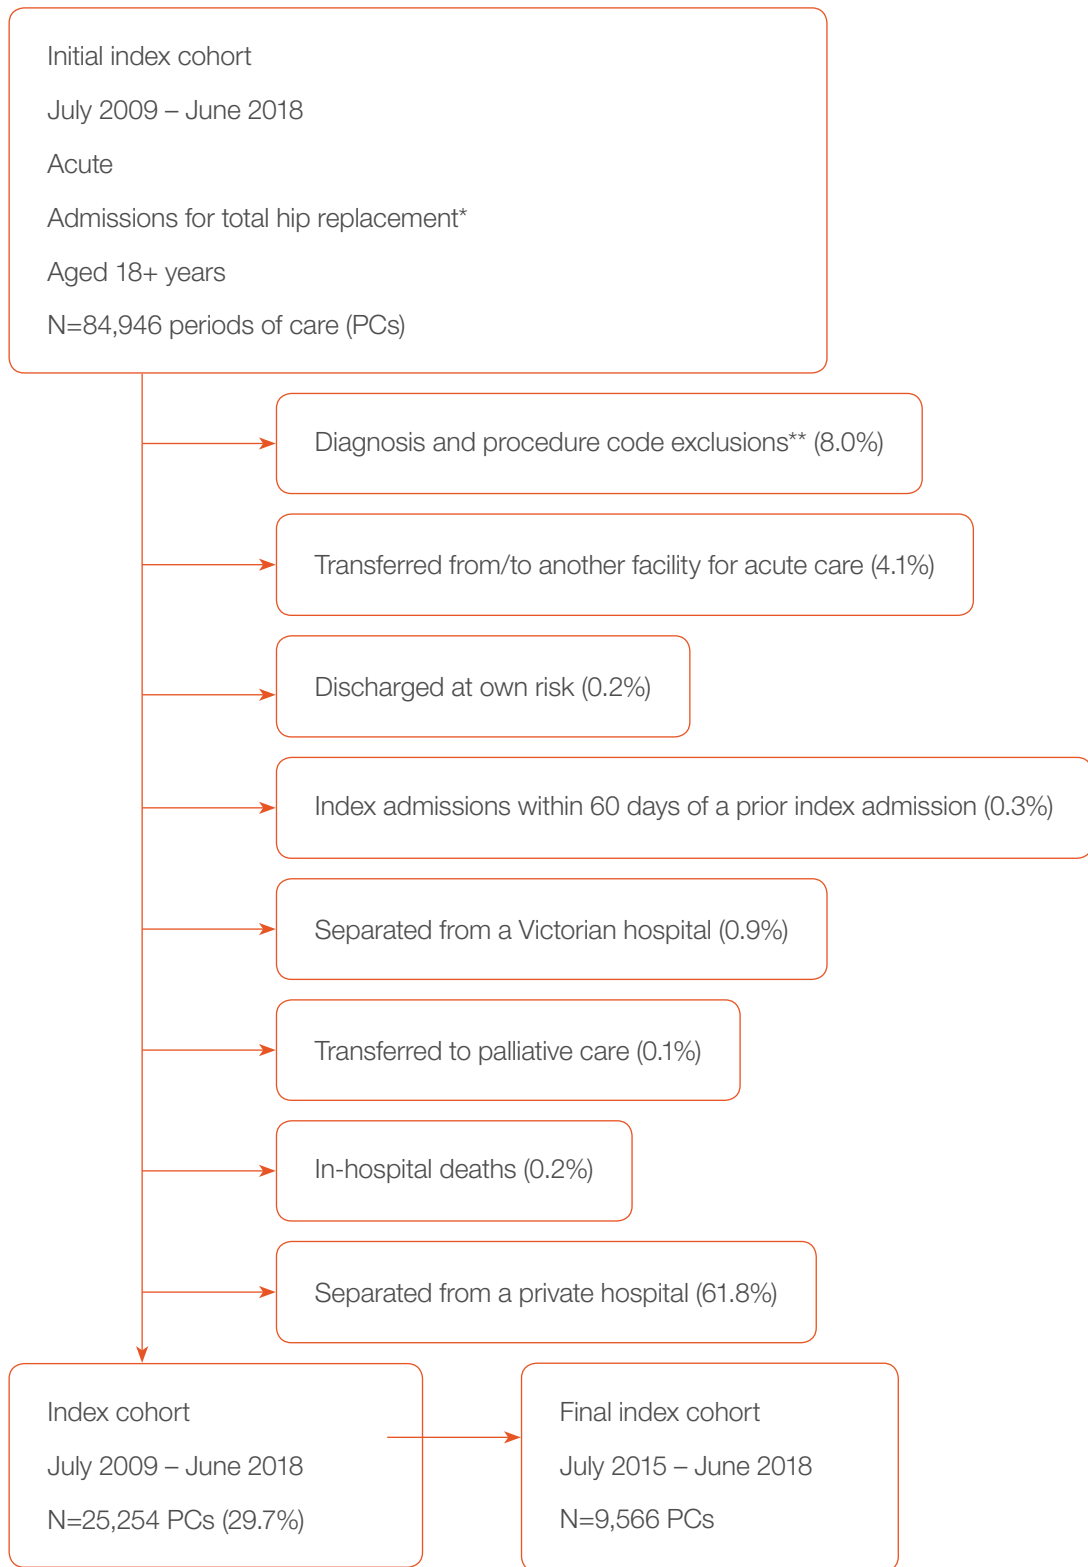 Initial index cohort
July 2009 – June 2018
Acute
Admissions for total hip replacement*
Aged 18+ years
N=84,946 periods of care (PCs)
Diagnosis and procedure code exclusions** (8.0%)
Transferred from/to another facility for acute care (4.1%)
Discharged at own risk (0.2%)
Index admissions within 60 days of a prior index admission (0.3%)
Separated from a Victorian hospital (0.9%)
Transferred to palliative care (0.1%)
In-hospital deaths (0.2%)
Separated from a private hospital (61.8%)
Index cohort
July 2009 – June 2018
N=25,254 PCs (29.7%)
Final index cohort
July 2015 – June 2018
N=9,566 PCs